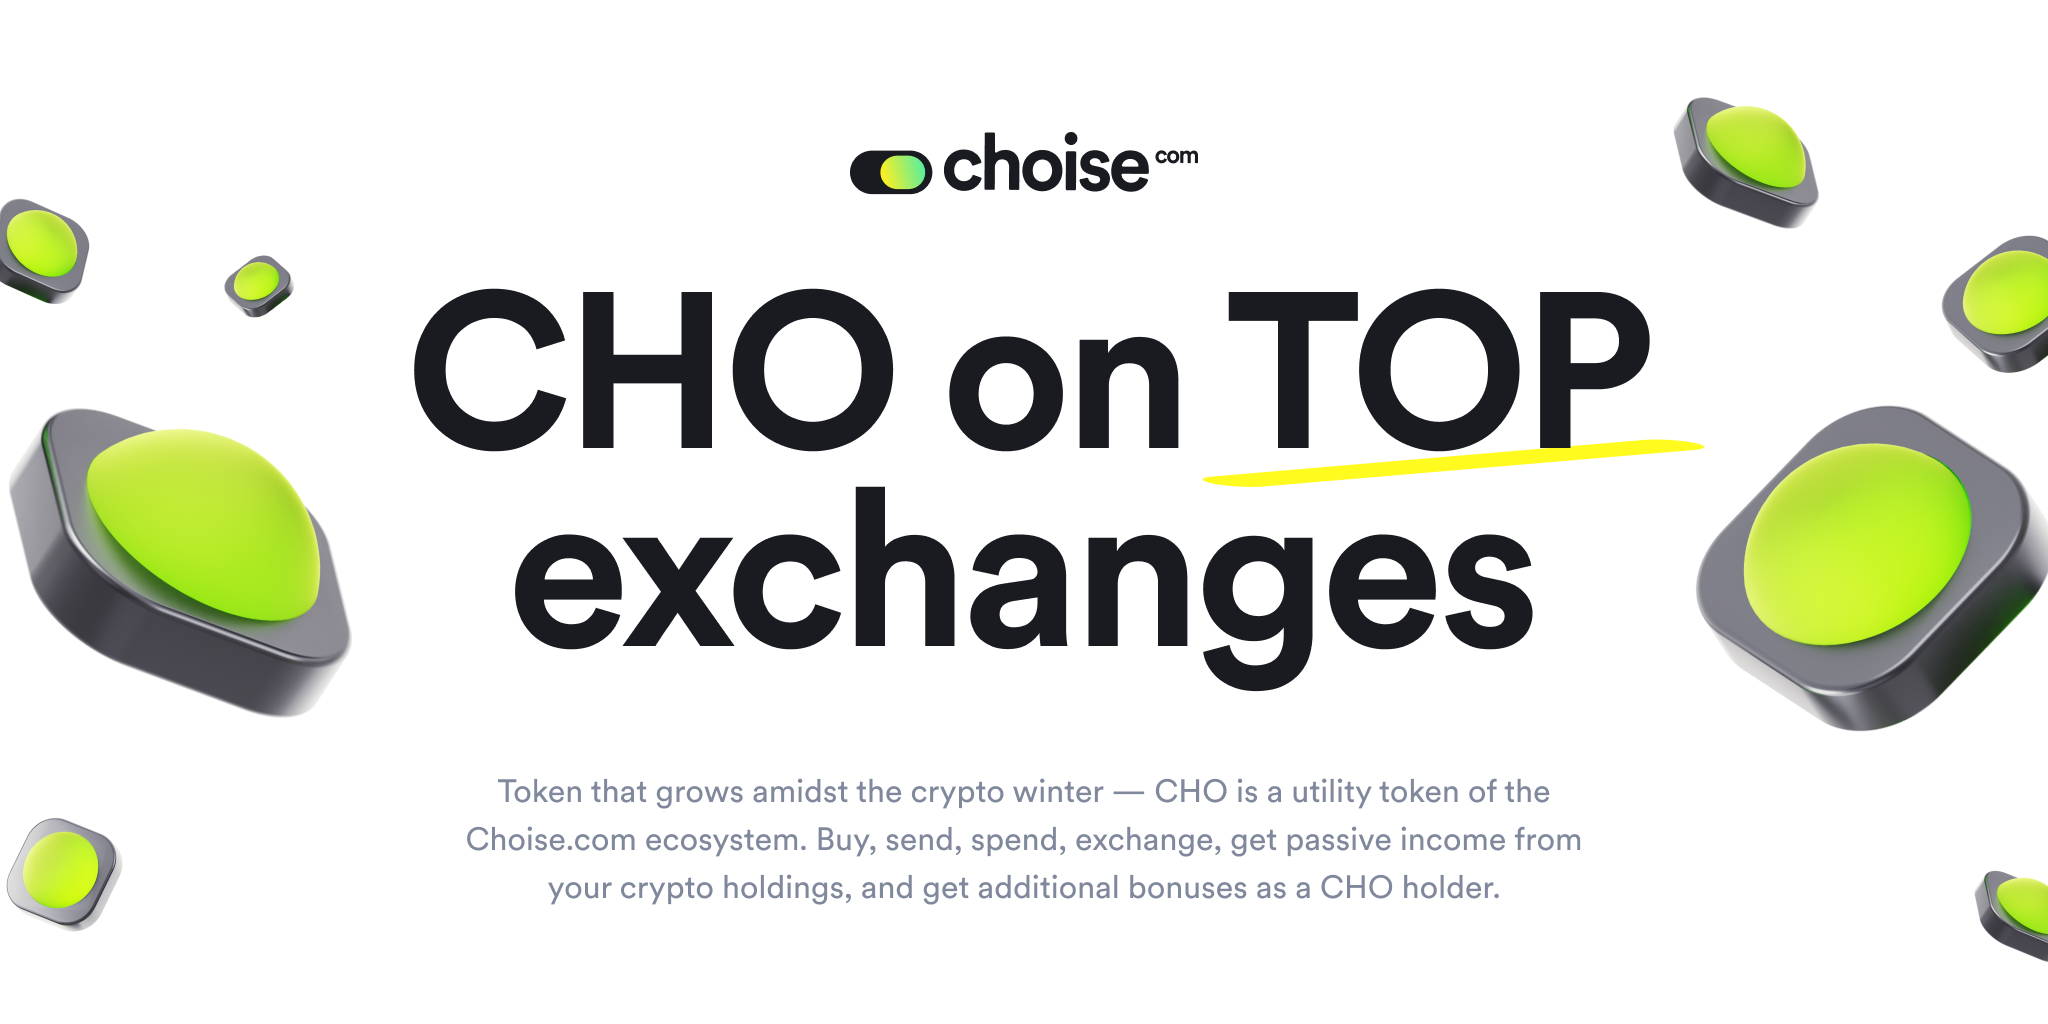 choise com
CHO on TOP
exchanges
Token that grows amidst the crypto winter — CHO is a utility token of the
Choise.com ecosystem. Buy, send, spend, exchange, get passive income from
your crypto holdings, and get additional bonuses as a CHO holder.